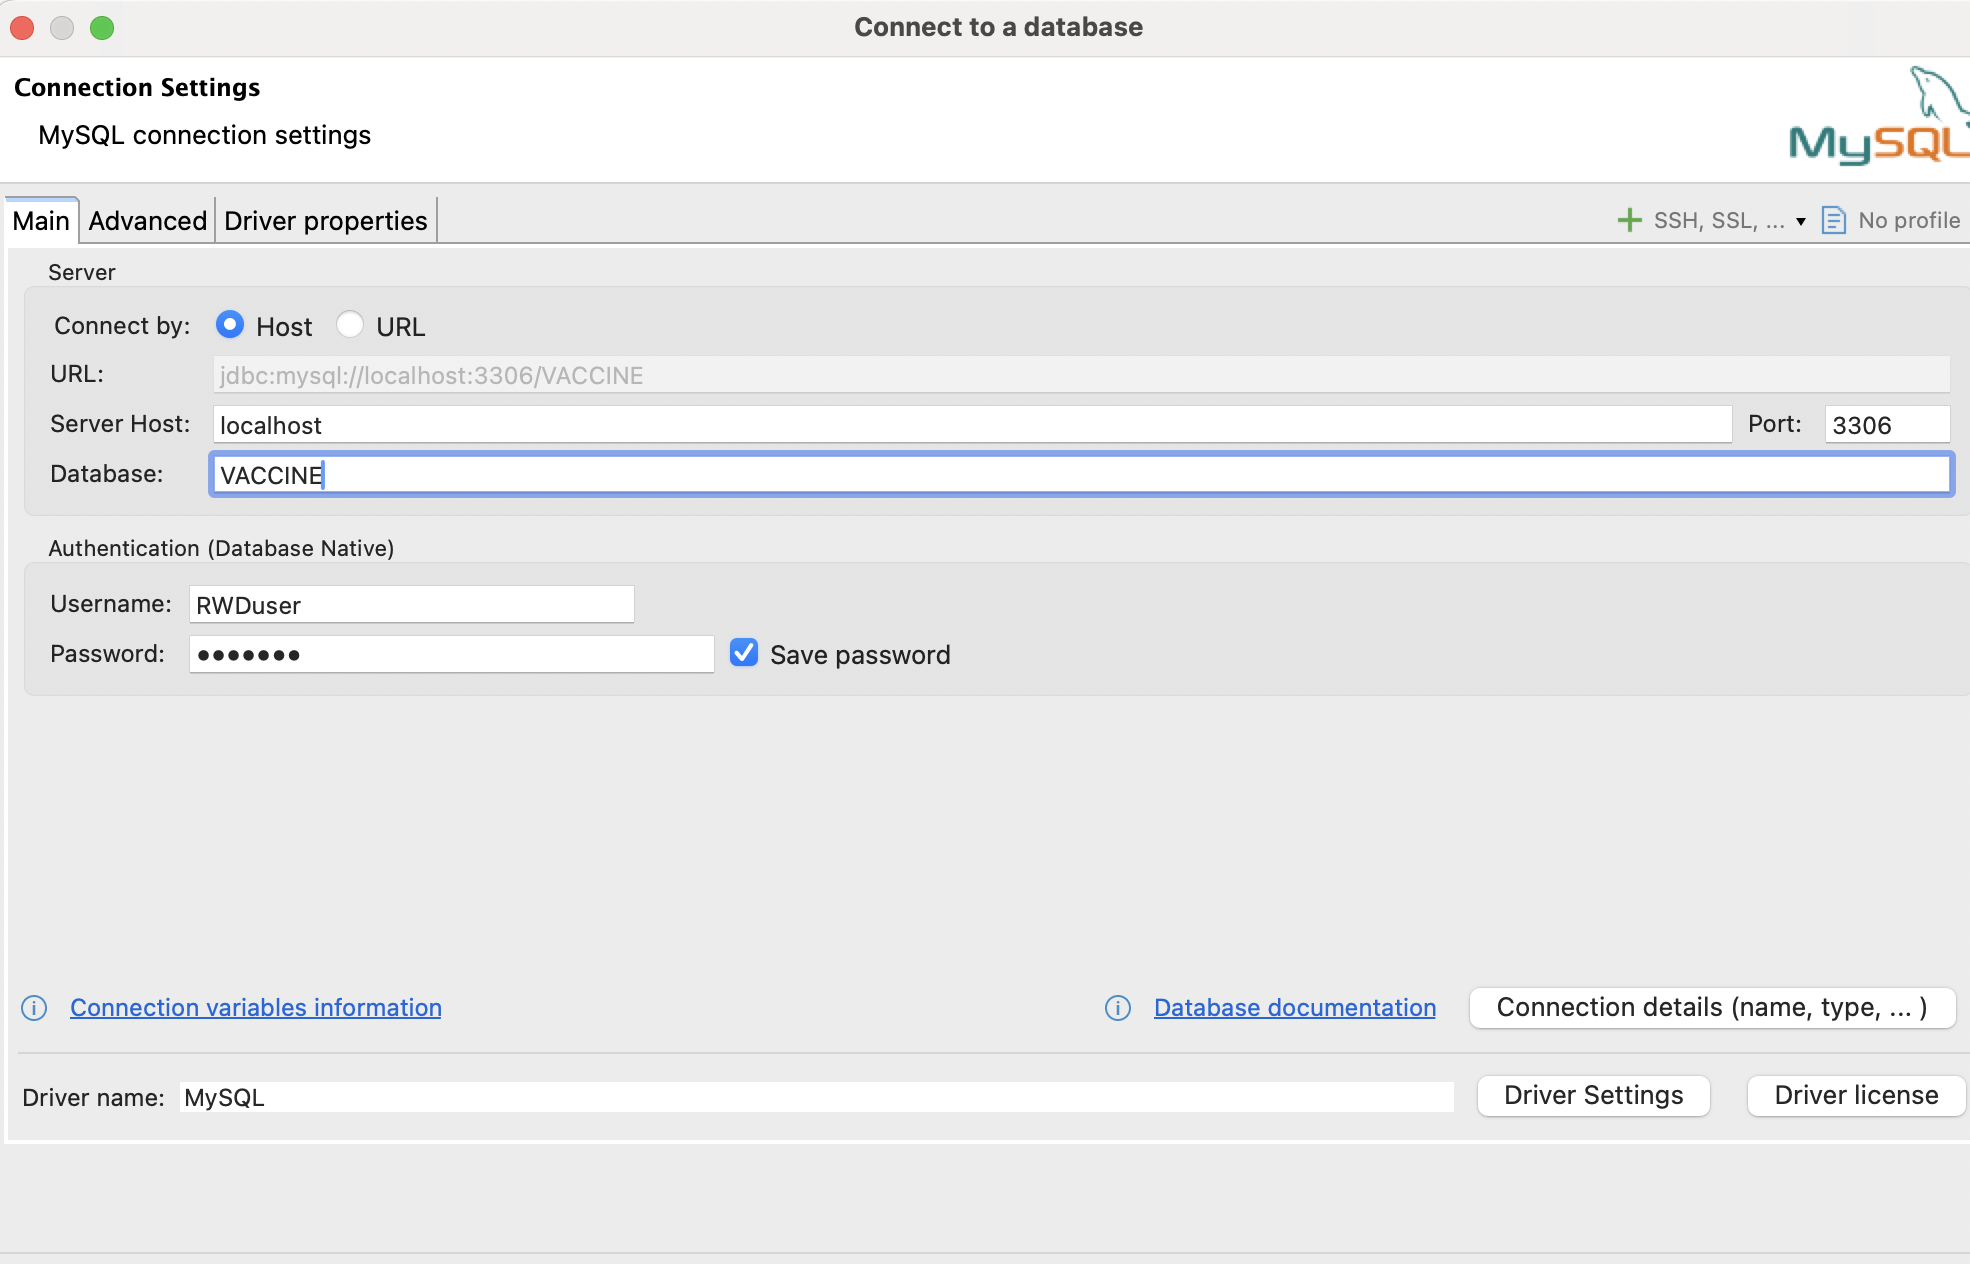 Connect to a database
Connection Settings
MySQL connection settings
MySQL
Main Advanced Driver properties SSH, SSL, ... No profile
Server
Connect by: Host URL
URL: jdbc:mysql://localhost:3306/VACCINE
Server Host: localhost Port: 3306
Database: VACCINE
Authentication (Database Native)
Username: RWDuser
Password: ••••••• Save password
Connection variables information Database documentation Connection details (name, type, ... )
Driver name: MySQL Driver Settings Driver license